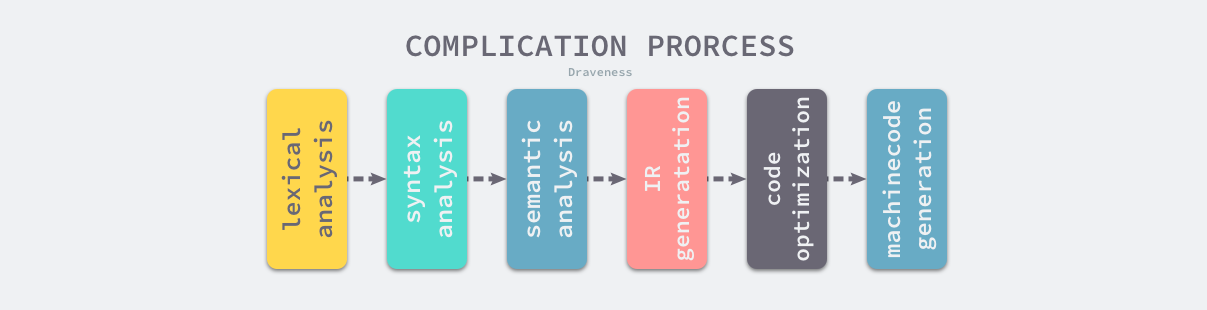 COMPLICATION PRORCESS
Draveness
lexical
analysis
syntax
analysis
semantic
analysis
IR
generatation
code
optimization
machinecode
generation